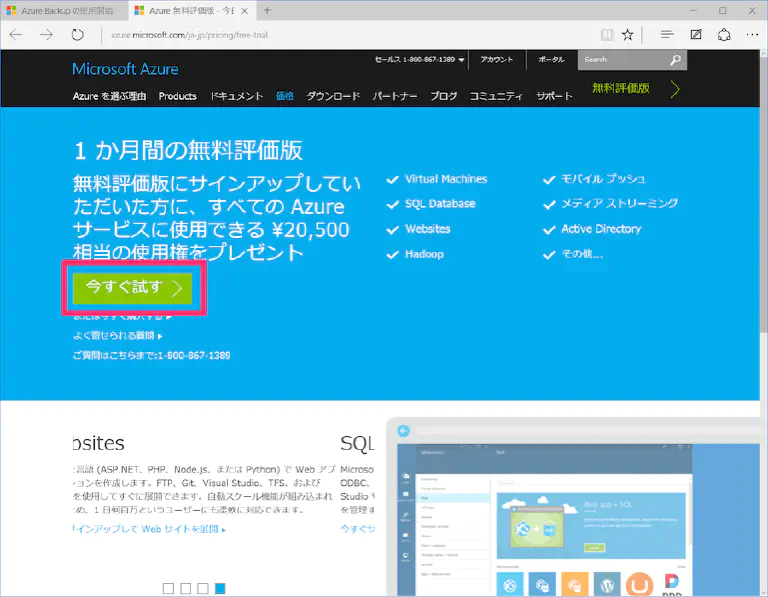 Azure Backup の使用開始
Azure 無料評価版 - 今E
azure.microsoft.com/ja-jp/pricing/free-trial
セールス 1-800-867-1389
アカウント
ポータル
Search
Microsoft Azure
Azure を選ぶ理由
Products
ドキュメント
価格
ダウンロード
パートナー
ブログ
コミュニティ
サポート
無料評価版
1 か月間の無料評価版
無料評価版にサインアップしてい
ただいた方に、すべての Azure
サービスに使用できる ¥20,500
相当の使用権をプレゼント
Virtual Machines
SQL Database
Websites
Hadoop
モバイル プッシュ
メディア ストリーミング
Active Directory
その他...
今すぐ試す
または今すぐ購入する
よく寄せられる質問
ご質問はこちらまで:1-800-867-1389
bsites
言語 (ASP.NET、PHP、Node.js、または Python) で Web アプ
ションを作成します。FTP、Git、Visual Studio、TFS、および
を使用してすぐに展開できます。自動スケール機能が組み込まれ
ため、1 日何百万というユーザーにも柔軟に対応できます。
サインアップして Web サイトを展開
SQL
Microso
ODBC、
Studio V
を管理す
今すぐサ
Web app + SQL